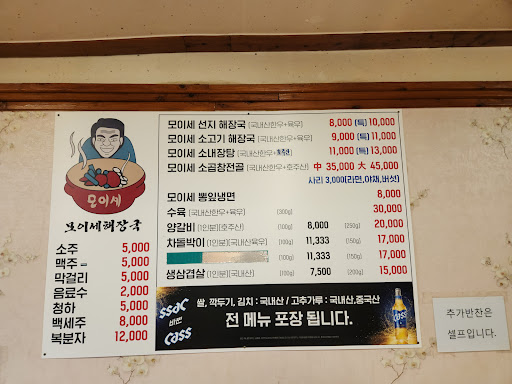 모이세
모이세해장국
소주 5,000
맥주 5,000
막걸리 5,000
음료수 2,000
청하 5,000
백세주 8,000
복분자 12,000
모이세 선지 해장국 (국내산한우+육우) 8,000 (특)10,000
모이세 소고기 해장국 (국내산한우+육우) 9,000 (특)11,000
모이세 소내장탕 (국내산한우+호주산) 11,000 (특)13,000
모이세 소곱창전골 (국내산한우+호주산) 中 35,000 大 45,000
사리 3,000(라면,야채,버섯)
모이세 뽕잎냉면 8,000
수육 (국내산한우+육우) (300g) 30,000
양갈비 (1인분)(호주산) (100g) 8,000 (250g) 20,000
차돌박이 (1인분)(국내산육우) (100g) 11,333 (150g) 17,000
(100g) 11,333 (150g) 17,000
생삼겹살 (1인분)(국내산) (100g) 7,500 (200g) 15,000
ssac
바번
Cass
쌀, 깍두기, 김치 : 국내산 / 고추가루 : 국내산,중국산
전 메뉴 포장 됩니다.
Cass
추가반찬은
셀프입니다.